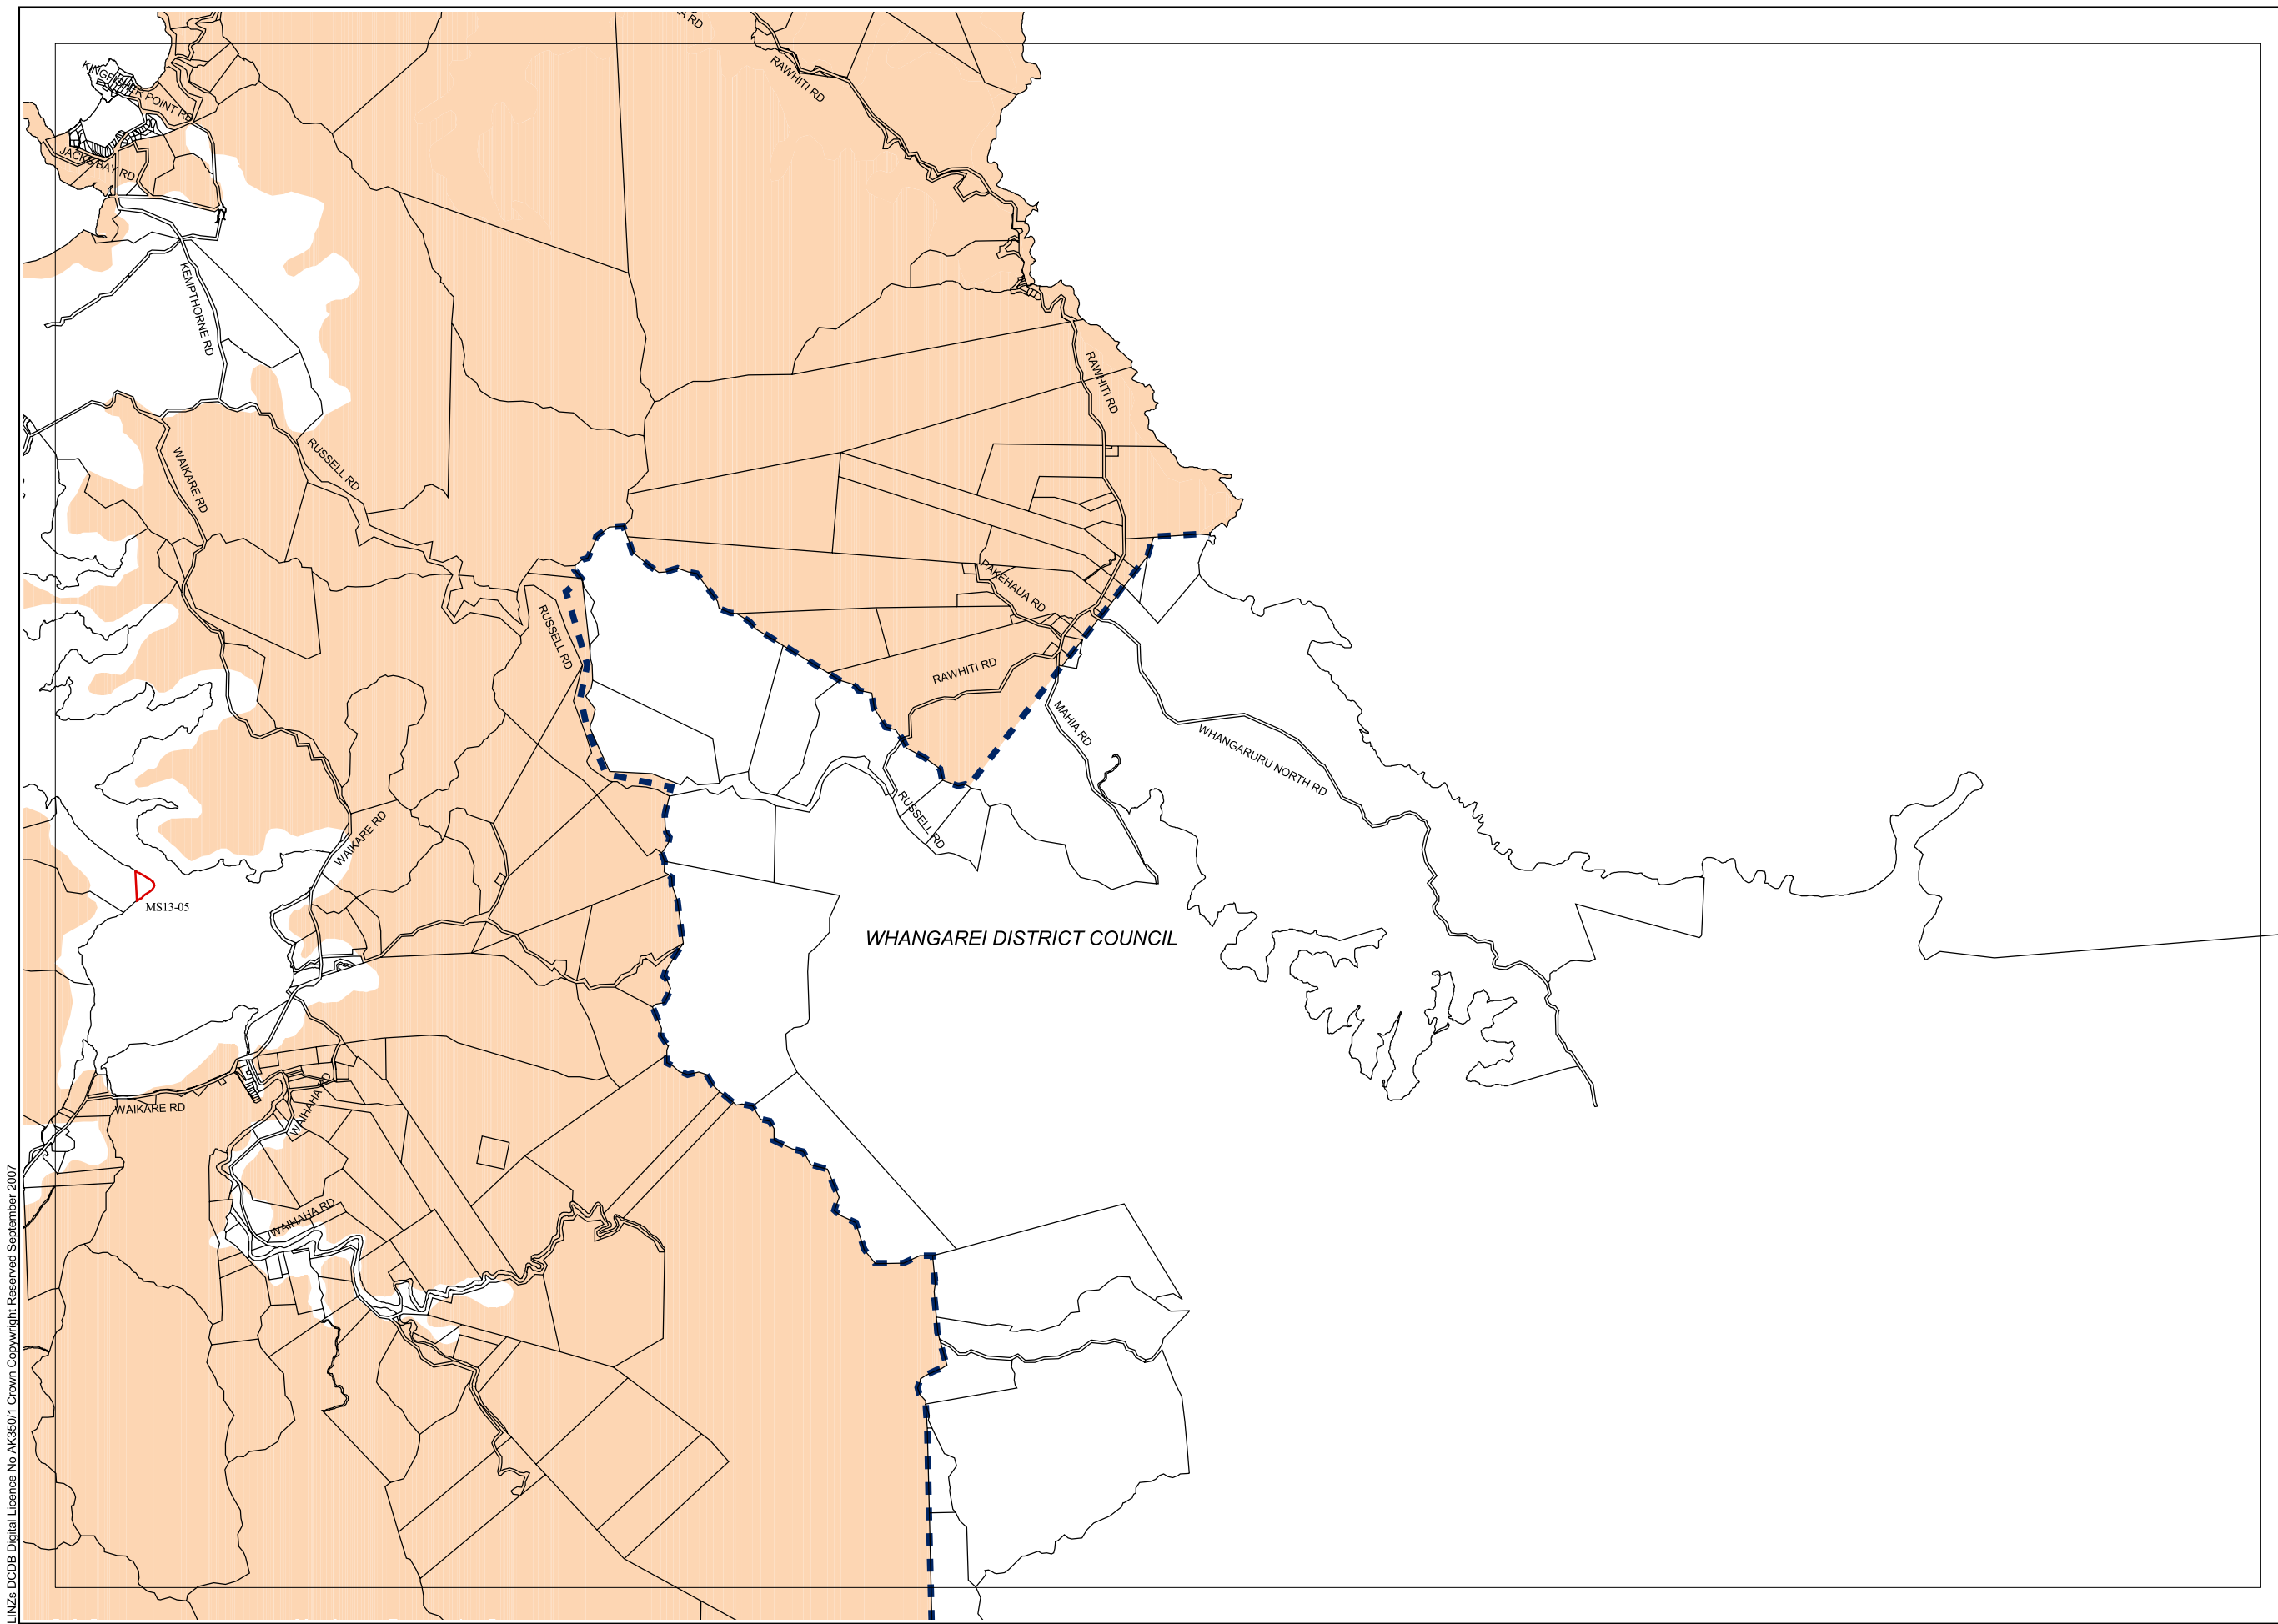 A RD
RAWHITI RD
KINGFISHER POINT RD
JACKS BAY RD
KEMPTHORNE RD
RAWHITI RD
RUSSELL RD
WAIKARE RD
PAKEHAUA RD
RUSSELL RD
RAWHITI RD
MAHIA RD
WHANGARURU NORTH RD
RUSSELL RD
WAIKARE RD
MS13-05
WHANGAREI DISTRICT COUNCIL
WAIKARE RD
WAIHAHA RD
WAIHAHA RD
LINZs DCDB Digital Licence No AK350/1 Crown Copywright Reserved September 2007